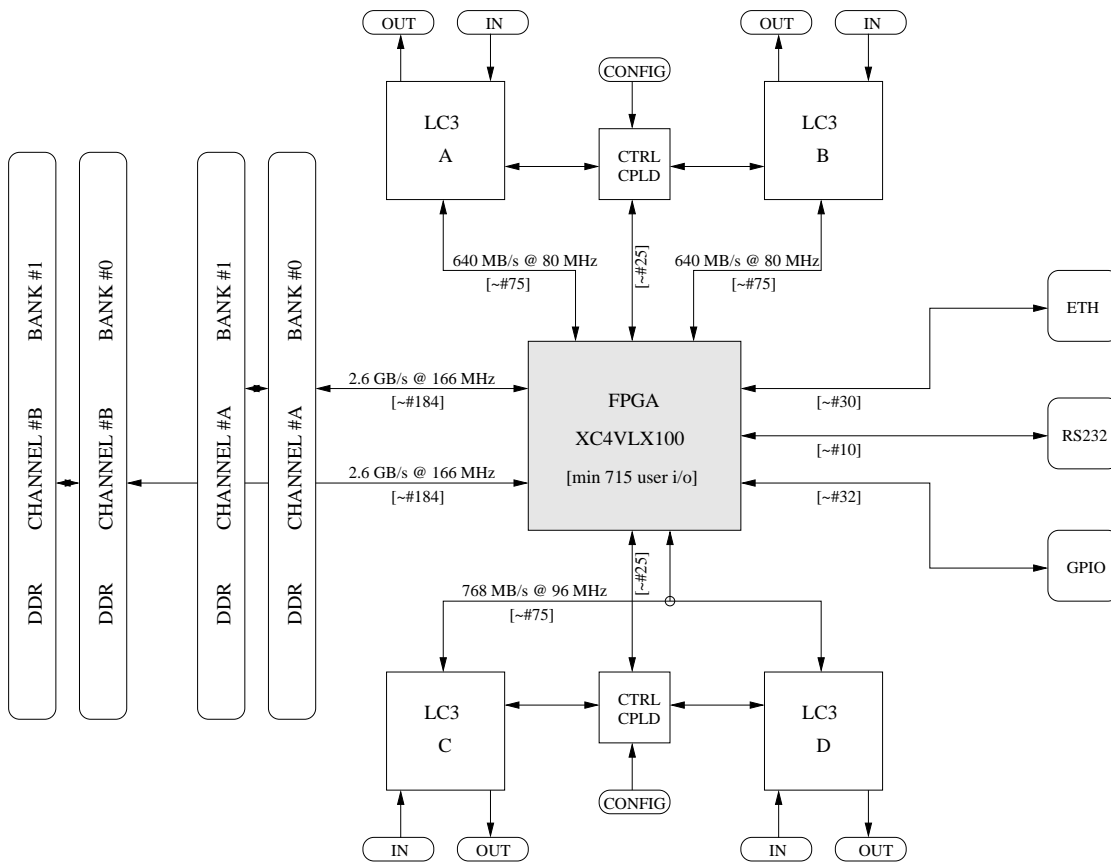 OUT
IN
OUT
IN
CONFIG
LC3
A
CTRL
CPLD
LC3
B
640 MB/s @ 80 MHz
[~#75]
[~#25]
640 MB/s @ 80 MHz
[~#75]
DDR CHANNEL #B BANK #1
DDR CHANNEL #B BANK #0
DDR CHANNEL #A BANK #1
DDR CHANNEL #A BANK #0
2.6 GB/s @ 166 MHz
[~#184]
2.6 GB/s @ 166 MHz
[~#184]
FPGA
XC4VLX100
[min 715 user i/o]
[~#30]
[~#10]
[~#32]
ETH
RS232
GPIO
768 MB/s @ 96 MHz
[~#75]
[~#25]
LC3
C
CTRL
CPLD
LC3
D
CONFIG
IN
OUT
IN
OUT